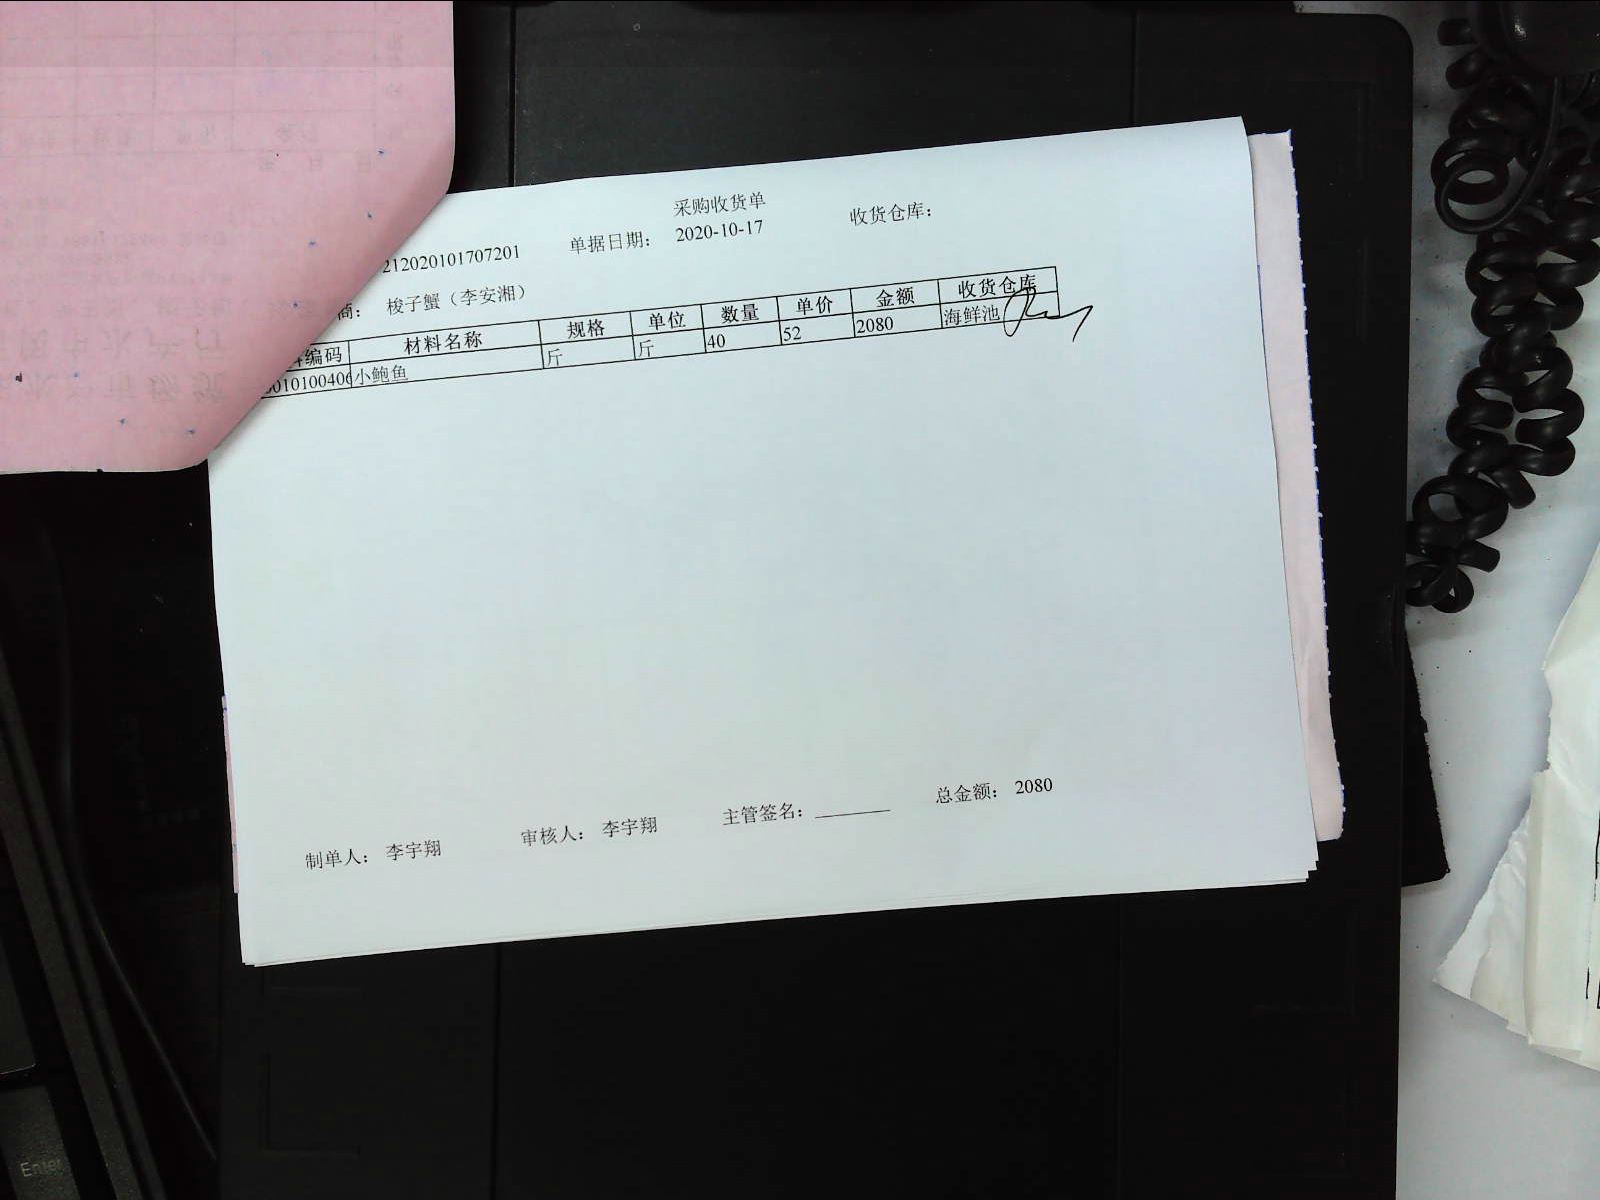 采购收货单
212020101707201 单据日期： 2020-10-17 收货仓库：
商： 梭子蟹（李安湘）
编码 材料名称 规格 单位 数量 单价 金额 收货仓库
010100406 小鲍鱼 斤 斤 40 52 2080 海鲜池
制单人： 李宇翔 审核人： 李宇翔 主管签名： 总金额： 2080
Enter